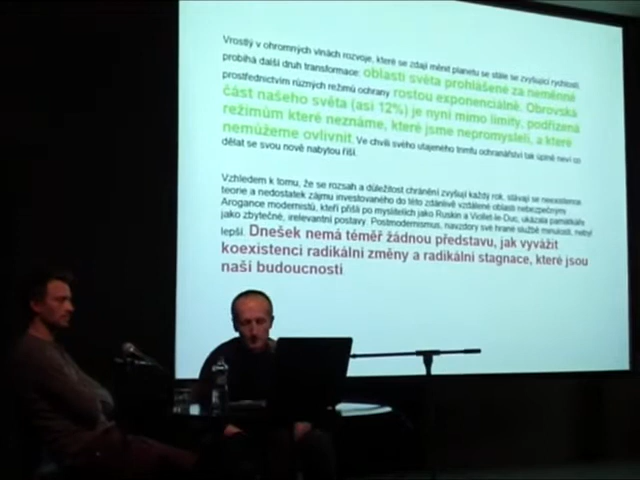 Vrostlý v ohromných vlnách rozvoje, které se zdají měnit planetu se stále se zvyšující rychlostí,
probíhá další druh transformace: oblasti světa prohlášené za neměnné
prostřednictvím různých režimů ochrany rostou exponenciálně. Obrovská
část našeho světa (asi 12%) je nyní mimo limity, podřízená
režimům které neznáme, které jsme nepromysleli, a které
nemůžeme ovlivnit. Ve chvíli svého utajeného trimfu ochranářství tak úplně neví co
dělat se svou nově nabytou říší.
Vzhledem k tomu, že se rozsah a důležitost chránění zvyšují každý rok, stávají se neexistence
teorie a nedostatek zájmu investovaného do této zdánlivě vzdálené oblasti nebezpečnými.
Arogance modernistů, kteří přišli po myslitelích jako Ruskin a Viollet-le-Duc, ukázala památkáře
jako zbytečné, irelevantní postavy. Postmodernismus, navzdory své hrané službě minulosti, nebyl
lepší. Dnešek nemá téměř žádnou představu, jak vyvážit
koexistenci radikální změny a radikální stagnace, které jsou
naší budoucností